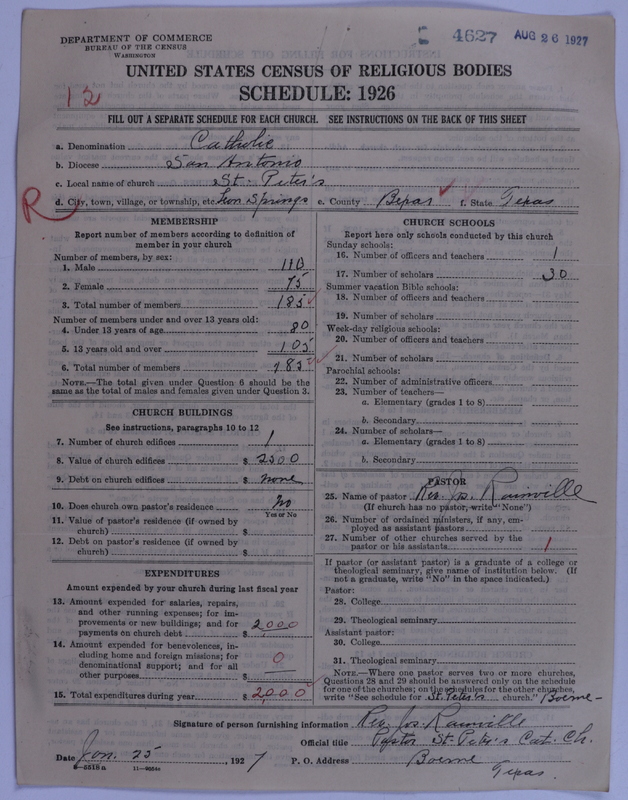 DEPARTMENT OF COMMERCE
BUREAU OF THE CENSUS
WASHINGTON
4627 AUG 26 1927
UNITED STATES CENSUS OF RELIGIOUS BODIES
SCHEDULE: 1926
12
FILL OUT A SEPARATE SCHEDULE FOR EACH CHURCH. SEE INSTRUCTIONS ON THE BACK OF THIS SHEET
a. Denomination Catholic
b. Diocese San Antonio
c. Local name of church St. Peter's
R d. City, town, village, or township, etc. Leon Springs e. County Bexar f. State Texas
MEMBERSHIP
Report number of members according to definition of
member in your church
Number of members, by sex:
1. Male 110
2. Female 75
3. Total number of members 185
Number of members under and over 13 years old:
4. Under 13 years of age 80
5. 13 years old and over 105
6. Total number of members 185
NOTE.—The total given under Question 6 should be the
same as the total of males and females given under Question 3.
CHURCH BUILDINGS
See instructions, paragraphs 10 to 12
7. Number of church edifices 1
8. Value of church edifices $ 2500
9. Debt on church edifices $ none
10. Does church own pastor's residence No
Yes or No
11. Value of pastor's residence (if owned by
church) $
12. Debt on pastor's residence (if owned by
church) $
EXPENDITURES
Amount expended by your church during last fiscal year
13. Amount expended for salaries, repairs,
and other running expenses; for im-
provements or new buildings; and for
payments on church debt $ 2000
14. Amount expended for benevolences, in-
cluding home and foreign missions; for
denominational support; and for all
other purposes $ 0
15. Total expenditures during year $ 2000
CHURCH SCHOOLS
Report here only schools conducted by this church
Sunday schools:
16. Number of officers and teachers 1
17. Number of scholars 30
Summer vacation Bible schools:
18. Number of officers and teachers
19. Number of scholars
Week-day religious schools:
20. Number of officers and teachers
21. Number of scholars
Parochial schools:
22. Number of administrative officers
23. Number of teachers—
a. Elementary (grades 1 to 8)
b. Secondary
24. Number of scholars—
a. Elementary (grades 1 to 8)
b. Secondary
PASTOR
25. Name of pastor Rev. Jos. Rainville
(If church has no pastor, write "None")
26. Number of ordained ministers, if any, em-
ployed as assistant pastors
27. Number of other churches served by the
pastor or his assistants 1
If pastor (or assistant pastor) is a graduate of a college or
theological seminary, give name of institution below. (If
not a graduate, write "No" in the space indicated.)
Pastor:
28. College
29. Theological seminary
Assistant pastor:
30. College
31. Theological seminary
NOTE.—Where one pastor serves two or more churches,
Questions 28 and 29 should be answered only on the schedule
for one of the churches; on the schedules for the other churches,
write "See schedule for St. Peter's church." Boerne-
Signature of person furnishing information Rev. Jos. Rainville
Official title Pastor St. Peter's Cat. Ch.
Date Jan. 25, 1927 P. O. Address Boerne
Texas.
8-5518a 11-9554c